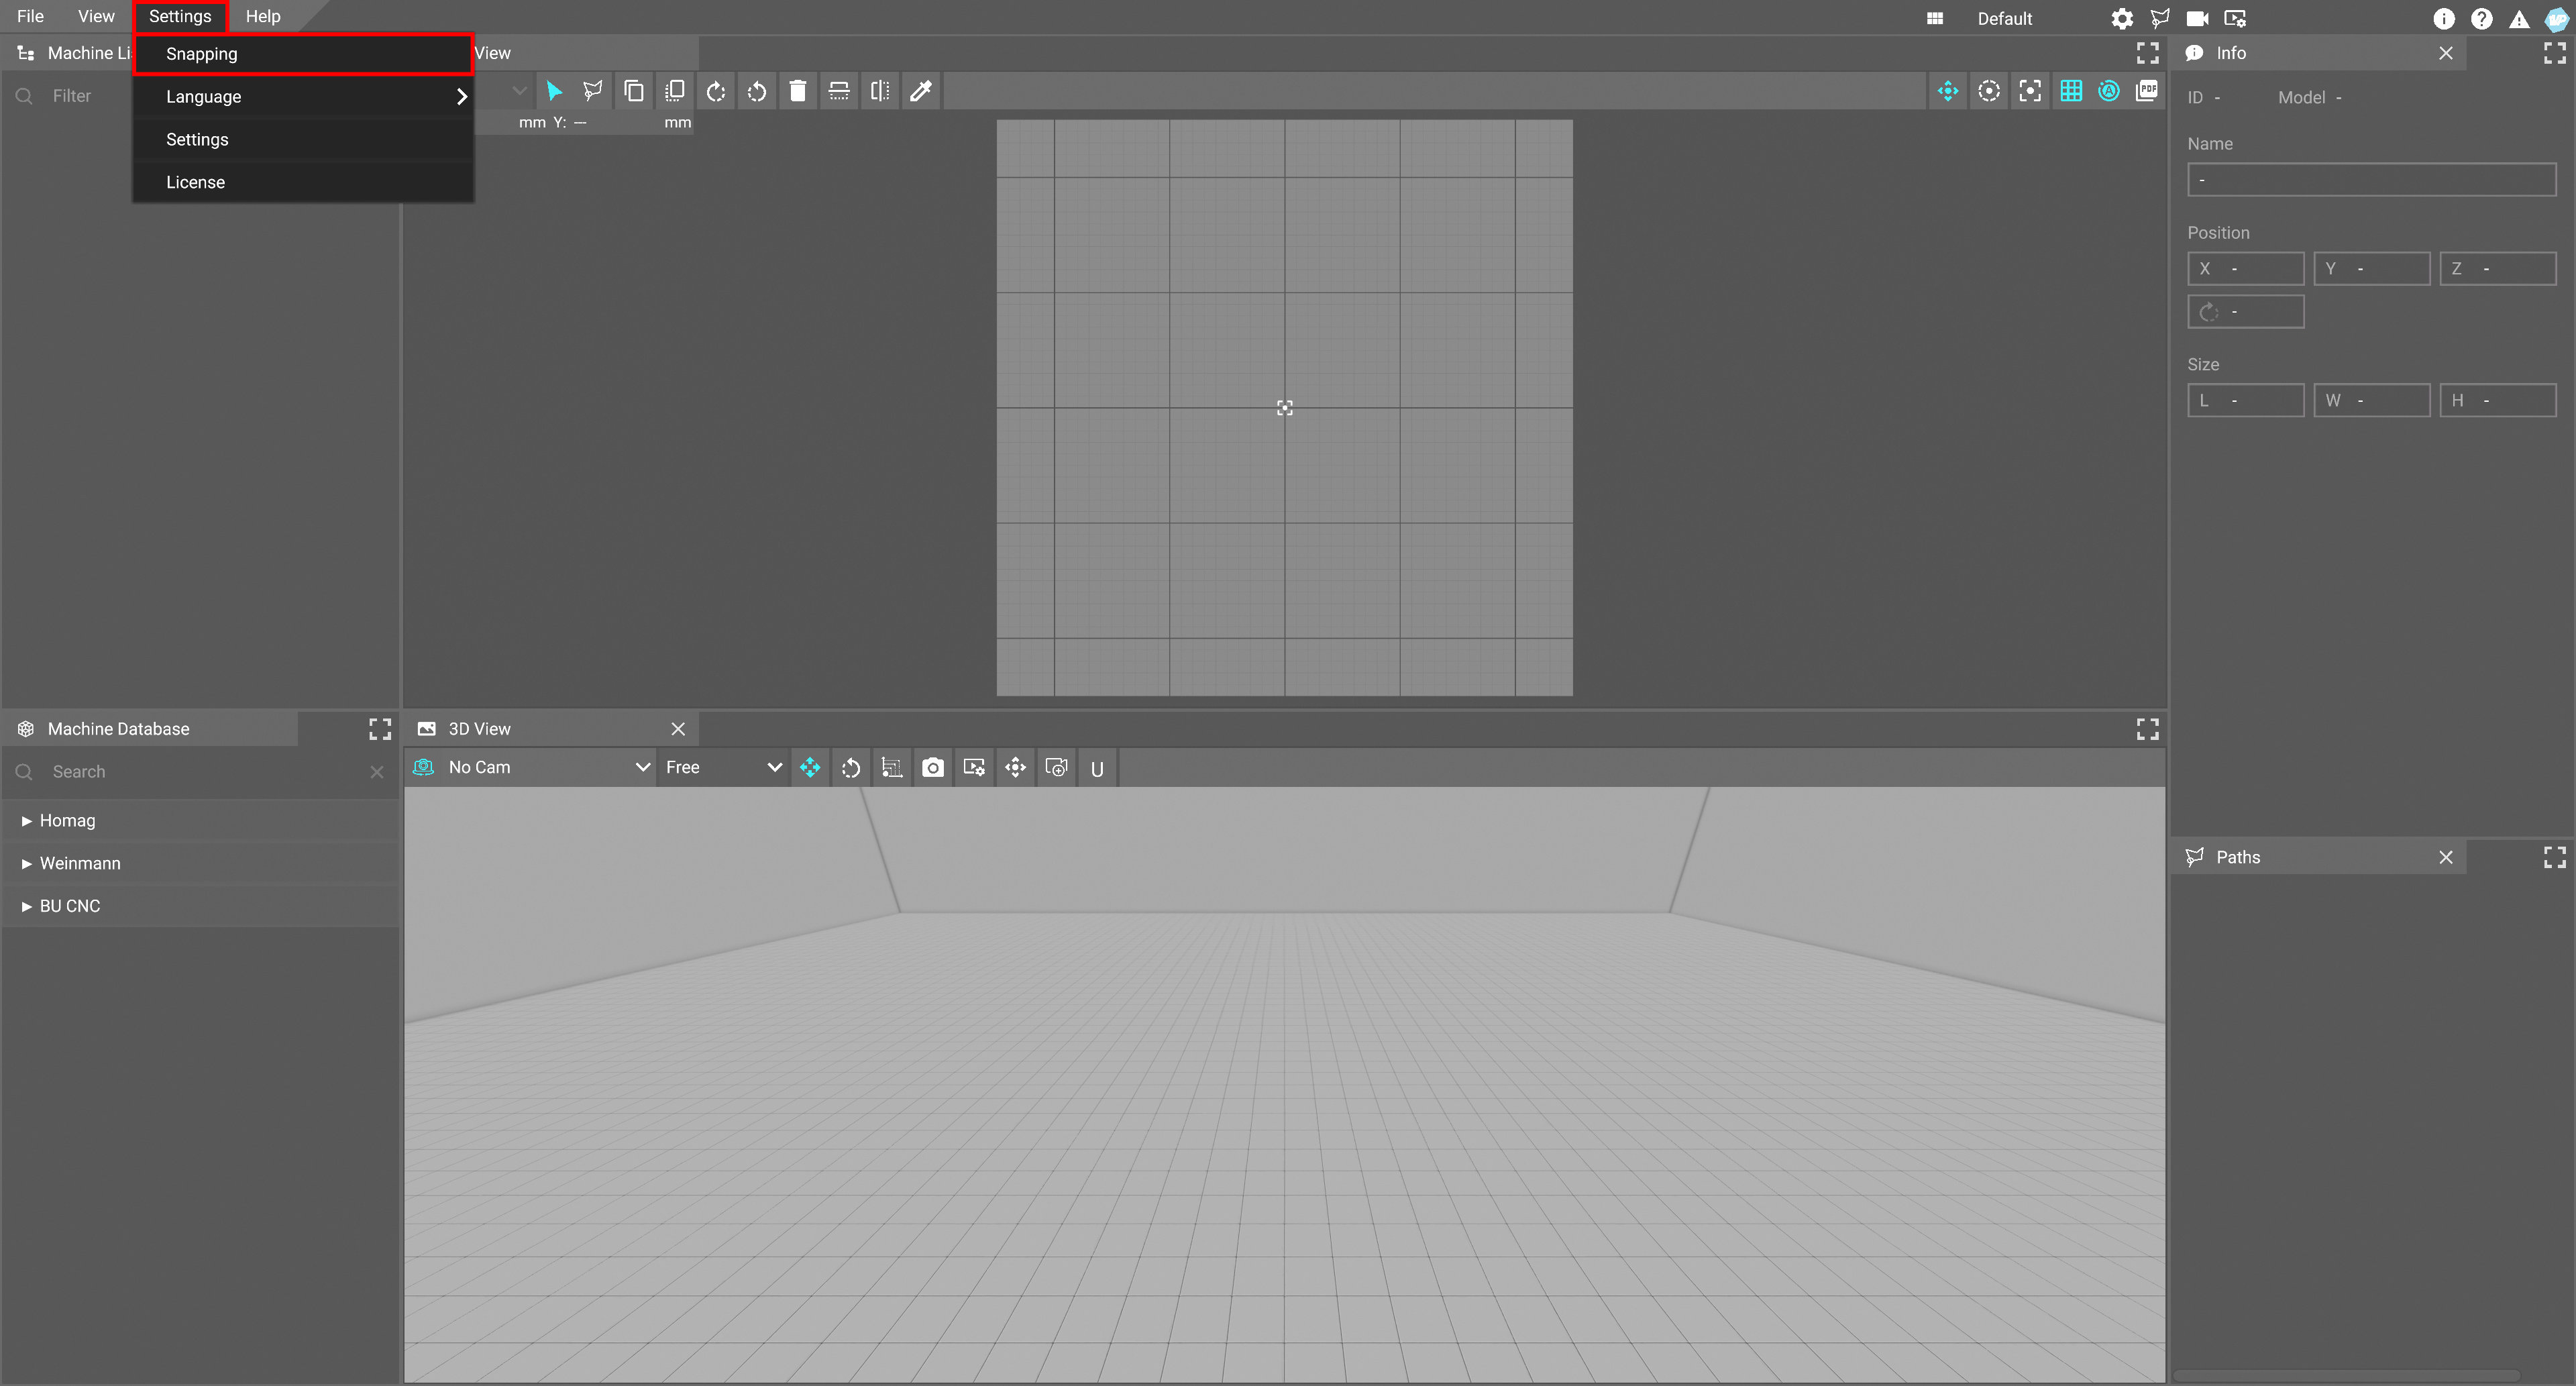 File View Settings Help Default
Machine Li
View
Info
Snapping
Language
Settings
License
Filter
mm Y: --- mm
PDF
ID - Model -
Name
-
Position
X - Y - Z -
-
Size
L - W - H -
Machine Database
Search
Homag
Weinmann
BU CNC
3D View
No Cam Free U
Paths